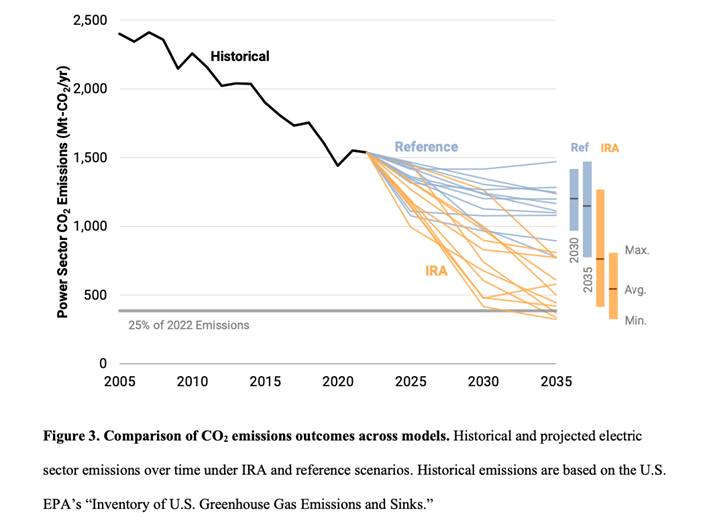 2,500
Historical
2,000
Power Sector CO₂ Emissions (Mt-CO₂/yr)
Reference
Ref IRA
1,500
1,000
2030
2035
Max.
IRA
Avg.
500
Min.
25% of 2022 Emissions
0
2005 2010 2015 2020 2025 2030 2035
Figure 3. Comparison of CO₂ emissions outcomes across models. Historical and projected electric
sector emissions over time under IRA and reference scenarios. Historical emissions are based on the U.S.
EPA’s “Inventory of U.S. Greenhouse Gas Emissions and Sinks.”